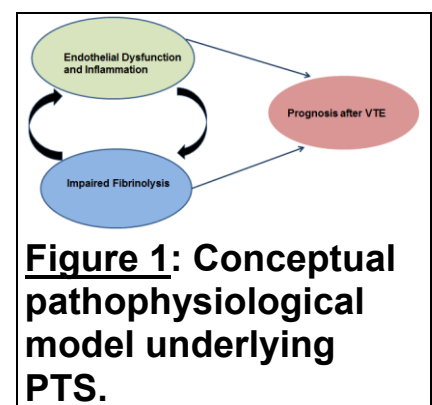 Endothelial Dysfunction
and Inflammation
Prognosis after VTE
Impaired Fibrinolysis
Figure 1: Conceptual
pathophysiological
model underlying
PTS.